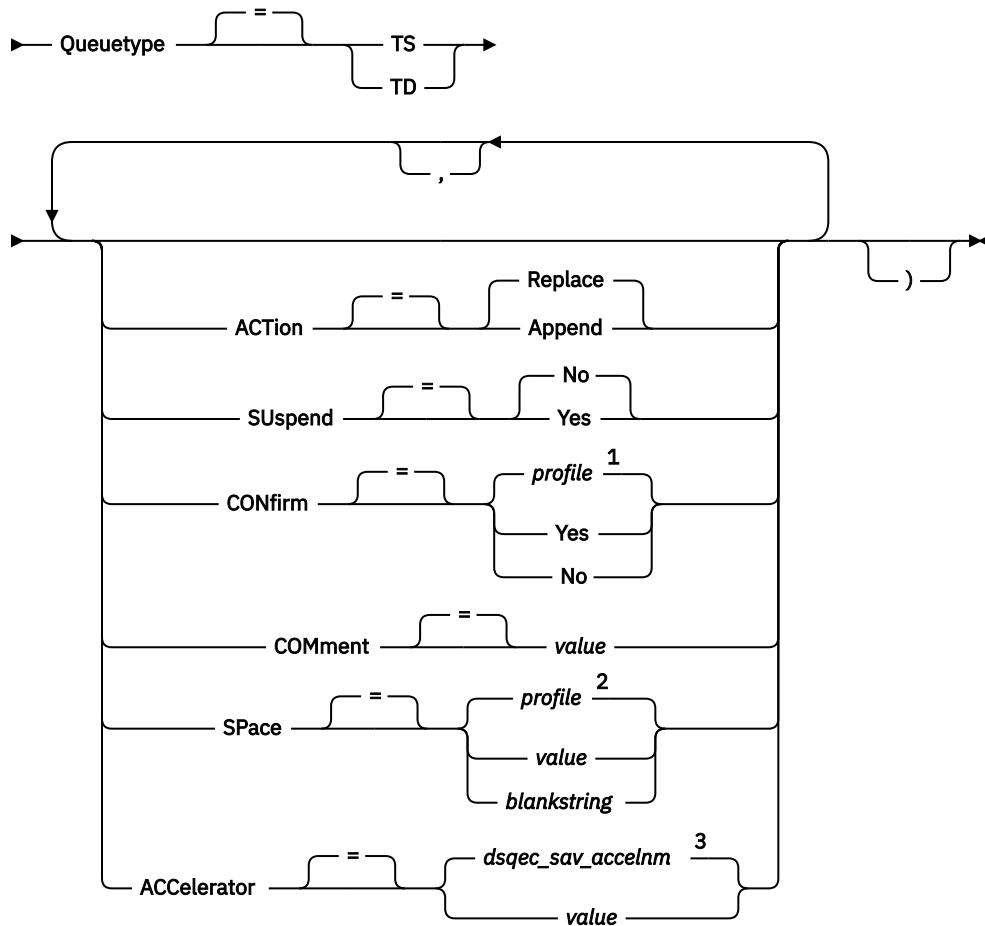 =
Queuetype TS
TD
,
)
Replace
=
ACTion Append
No
=
SUspend Yes
profile 1
=
CONfirm
Yes
No
=
COMment value
profile 2
=
SPace
value
blankstring
dsqec_sav_accelnm 3
=
ACCelerator
value